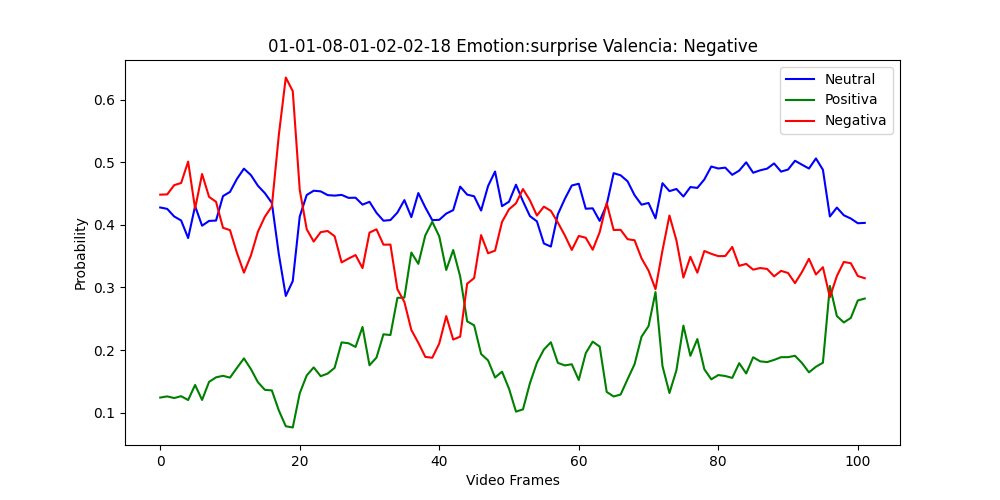 01-01-08-01-02-02-18 Emotion:surprise Valencia: Negative
Neutral
Positiva
Negativa
0.6
0.5
0.4
0.3
0.2
0.1
Probability
0 20 40 60 80 100
Video Frames